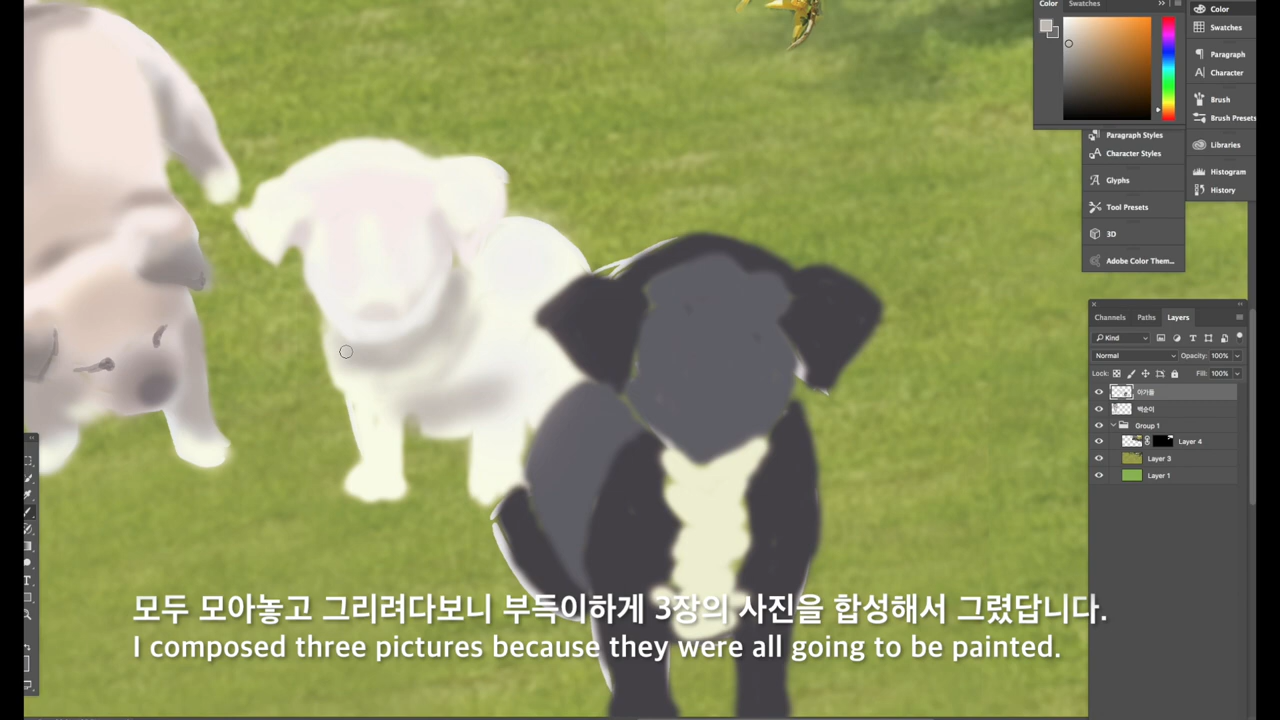 Color
Swatches
Color
Swatches
Paragraph
Character
Brush
Brush Presets
Libraries
Histogram
History
Paragraph Styles
Character Styles
Glyphs
Tool Presets
3D
Adobe Color Them...
Channels
Paths
Layers
Kind
Normal
Opacity: 100%
Lock:
Fill: 100%
아가들
백순이
Group 1
Layer 4
Layer 3
Layer 1
모두 모아놓고 그리려다보니 부득이하게 3장의 사진을 합성해서 그렸답니다.
I composed three pictures because they were all going to be painted.